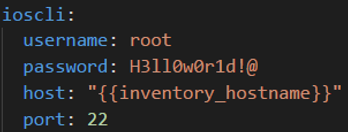 ioscli:
  username: root
  password: H3ll0w0r1d!@
  host: "{{inventory_hostname}}"
  port: 22